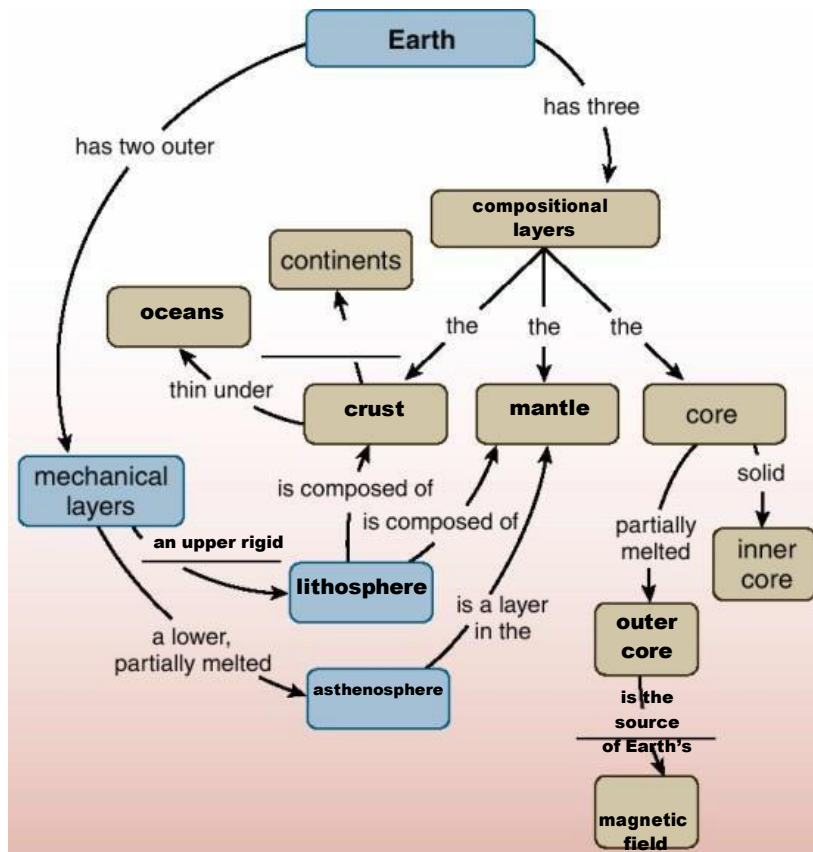 Earth
has three
has two outer
compositional
layers
continents
oceans
the
the
the
thin under
crust
mantle
core
mechanical
layers
is composed of
solid
an upper rigid
is composed of
partially
melted
inner
core
lithosphere
is a layer
in the
a lower,
partially melted
outer
core
asthenosphere
is the
source
of Earth's
magnetic
field